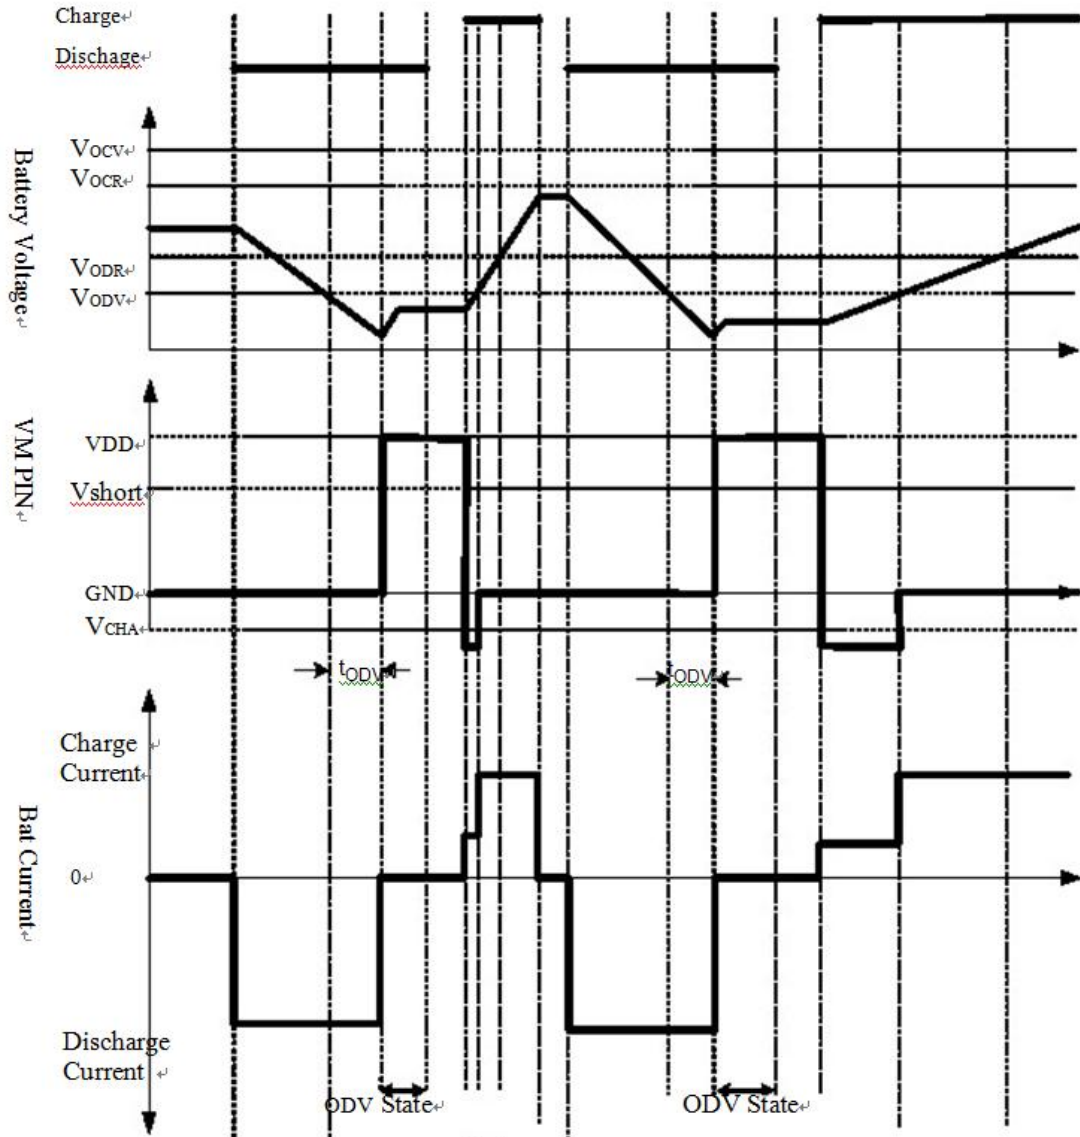 Charge↵
Dischage↵
Battery Voltage↵
VOCV↵
VOCR↵
VODR↵
VODV↵
VM PIN↵
VDD↵
Vshort↵
GND↵
VCHA↵
tODV
tODV
Bat Current↵
Charge ↵
Current↵
0↵
Discharge
Current ↵
ODV State↵
ODV State↵